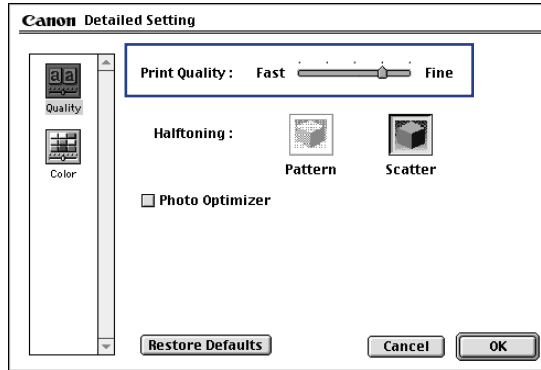 Canon Detailed Setting
Quality
Color
Print Quality : Fast Fine
Halftoning :
Pattern Scatter
Photo Optimizer
Restore Defaults Cancel OK